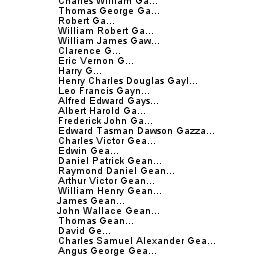 Charles William Ga...
Thomas George Ga...
Robert Ga...
William Robert Ga...
William James Gaw...
Clarence G...
Eric Vernon G...
Harry G...
Henry Charles Douglas Gayl...
Leo Francis Gayn...
Alfred Edward Gays...
Albert Harold Ga...
Frederick John Ga...
Edward Tasman Dawson Gazza...
Charles Victor Gea...
Edwin Gea...
Daniel Patrick Gean...
Raymond Daniel Gean...
Arthur Victor Gean...
William Henry Gean...
James Gean...
John Wallace Gean...
Thomas Gean...
David Ge...
Charles Samuel Alexander Gea...
Angus George Gea...